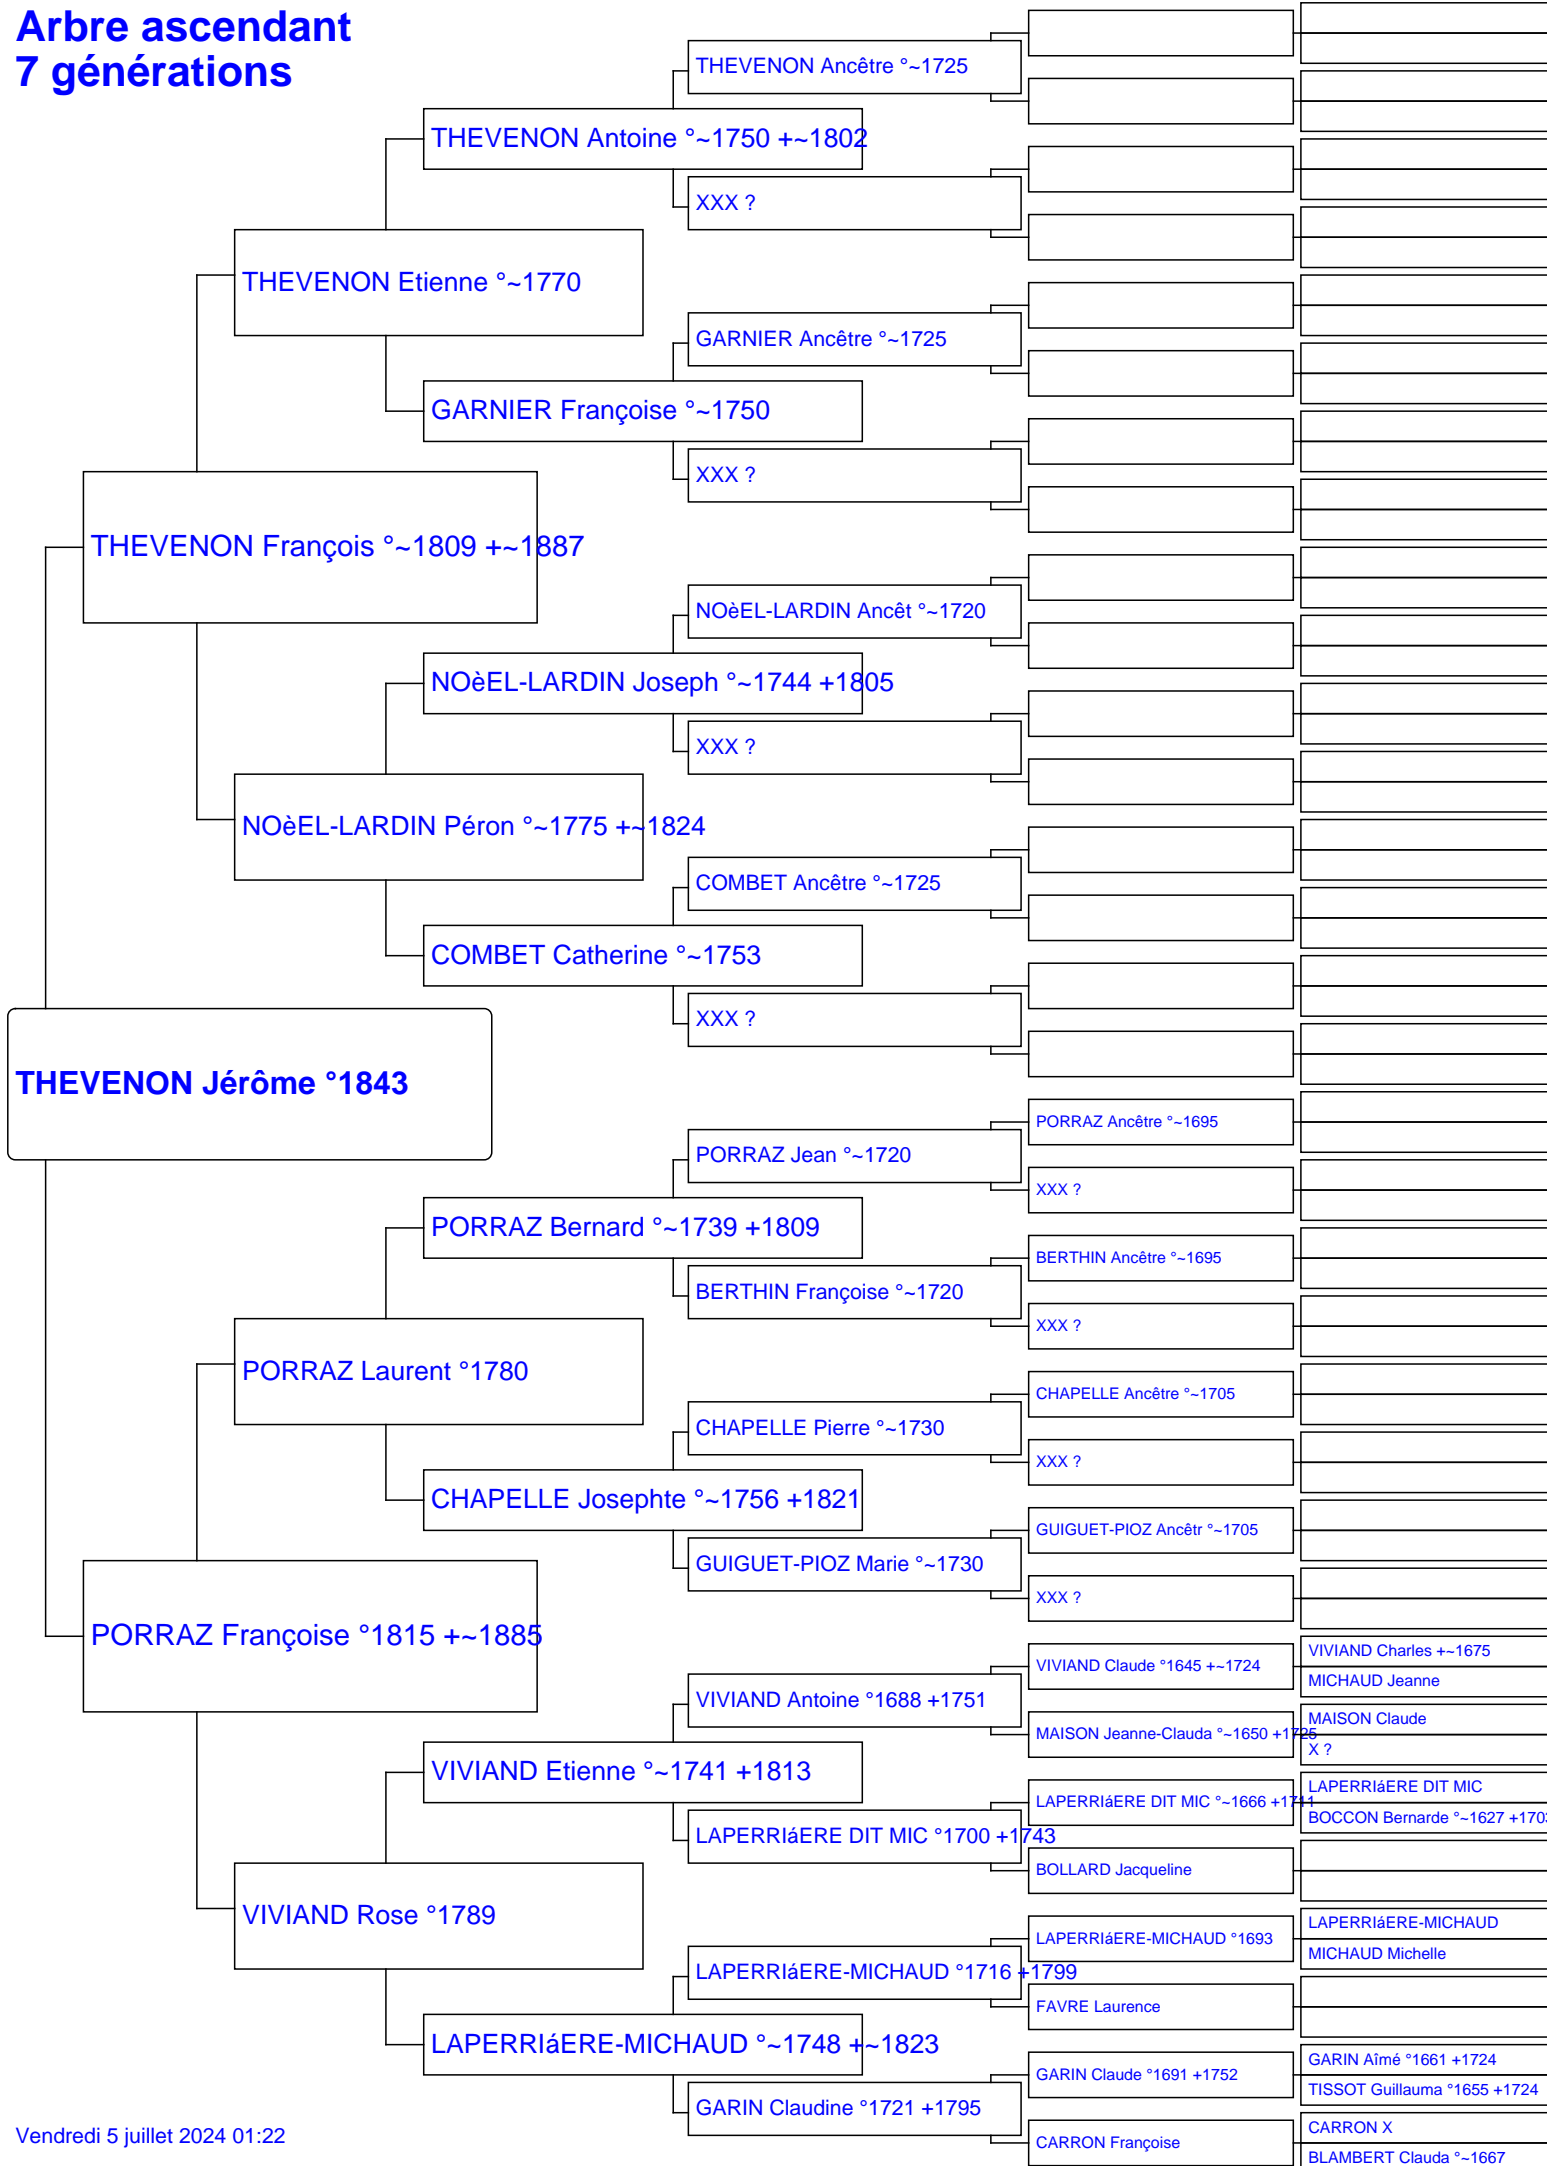 Arbre ascendant
7 générations
THEVENON Ancêtre °~1725
THEVENON Antoine °~1750 +~1802
XXX ?
THEVENON Etienne °~1770
GARNIER Ancêtre °~1725
GARNIER Françoise °~1750
XXX ?
THEVENON François °~1809 +~1887
NOèEL-LARDIN Ancêt °~1720
NOèEL-LARDIN Joseph °~1744 +1805
XXX ?
NOèEL-LARDIN Péron °~1775 +~1824
COMBET Ancêtre °~1725
COMBET Catherine °~1753
XXX ?
THEVENON Jérôme °1843
PORRAZ Ancêtre °~1695
PORRAZ Jean °~1720
XXX ?
PORRAZ Bernard °~1739 +1809
BERTHIN Ancêtre °~1695
BERTHIN Françoise °~1720
XXX ?
PORRAZ Laurent °1780
CHAPELLE Ancêtre °~1705
CHAPELLE Pierre °~1730
XXX ?
CHAPELLE Josephte °~1756 +1821
GUIGUET-PIOZ Ancêtr °~1705
GUIGUET-PIOZ Marie °~1730
XXX ?
PORRAZ Françoise °1815 +~1885
VIVIAND Charles +~1675
VIVIAND Claude °1645 +~1724
MICHAUD Jeanne
VIVIAND Antoine °1688 +1751
MAISON Claude
MAISON Jeanne-Clauda °~1650 +1725
X ?
VIVIAND Etienne °~1741 +1813
LAPERRIáERE DIT MIC
LAPERRIáERE DIT MIC °~1666 +1711
BOCCON Bernarde °~1627 +1703
LAPERRIáERE DIT MIC °1700 +1743
BOLLARD Jacqueline
VIVIAND Rose °1789
LAPERRIáERE-MICHAUD
LAPERRIáERE-MICHAUD °1693
MICHAUD Michelle
LAPERRIáERE-MICHAUD °1716 +1799
FAVRE Laurence
LAPERRIáERE-MICHAUD °~1748 +~1823
GARIN Aîmé °1661 +1724
GARIN Claude °1691 +1752
TISSOT Guillauma °1655 +1724
GARIN Claudine °1721 +1795
CARRON X
CARRON Françoise
BLAMBERT Clauda °~1667
Vendredi 5 juillet 2024 01:22